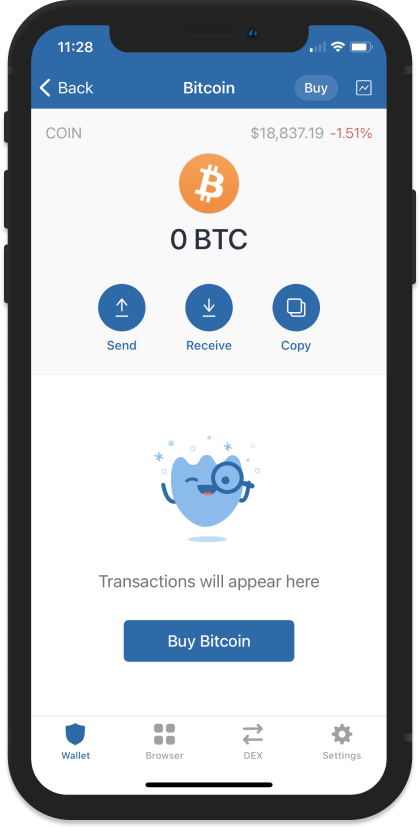 11:28
Back Bitcoin Buy
COIN $18,837.19 -1.51%
0 BTC
Send Receive Copy
Transactions will appear here
Buy Bitcoin
Wallet Browser DEX Settings